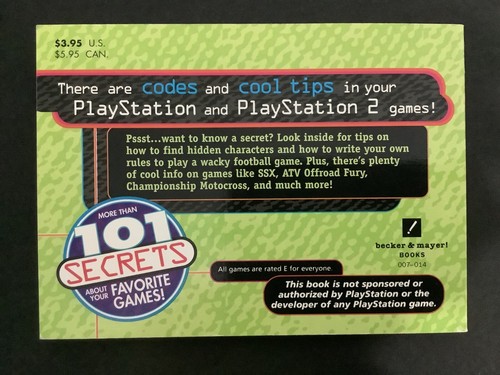 $3.95 U.S.
$5.95 CAN.
There are codes and cool tips in your
PlayStation and PlayStation 2 games!
Pssst...want to know a secret? Look inside for tips on
how to find hidden characters and how to write your own
rules to play a wacky football game. Plus, there's plenty
of cool info on games like SSX, ATV Offroad Fury,
Championship Motocross, and much more!
MORE THAN
101
SECRETS
ABOUT YOUR FAVORITE
GAMES!
becker & mayer!
BOOKS
007-014
All games are rated E for everyone.
This book is not sponsored or
authorized by PlayStation or the
developer of any PlayStation game.